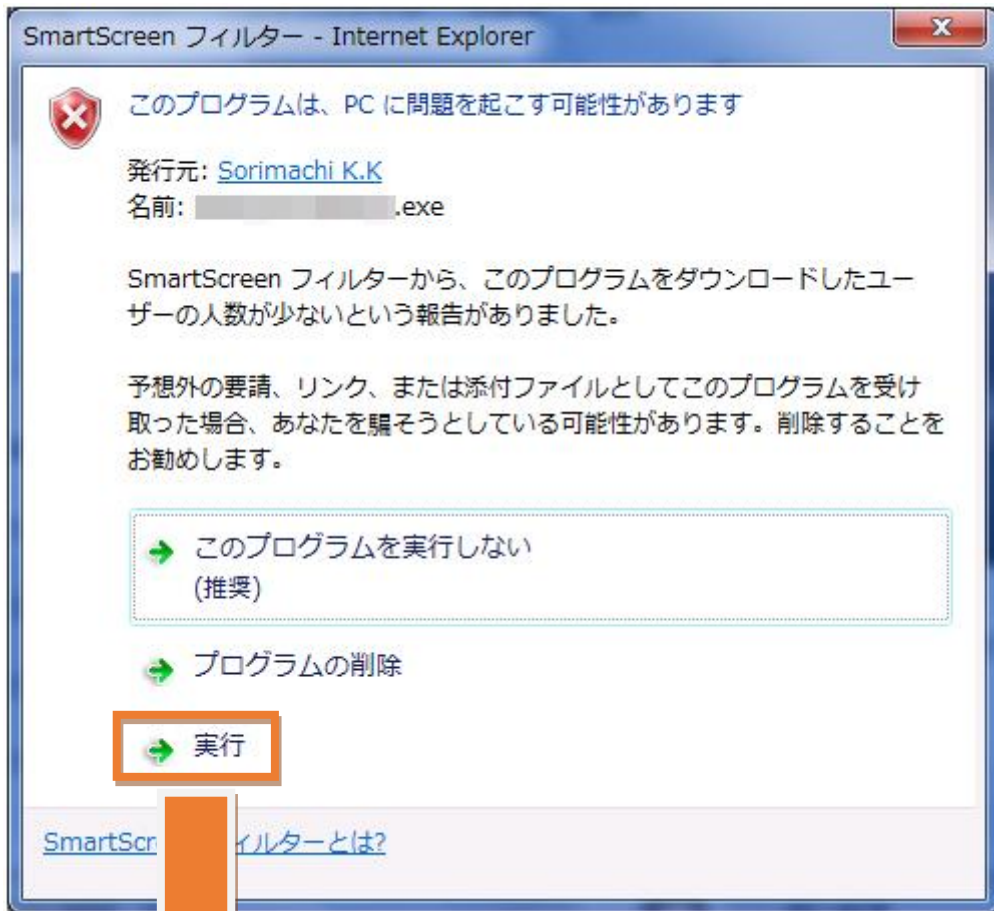 SmartScreen フィルター - Internet Explorer
このプログラムは、PC に問題を起こす可能性があります
発行元: Sorimachi K.K
名前: .exe
SmartScreen フィルターから、このプログラムをダウンロードしたユー
ザーの人数が少ないという報告がありました。
予想外の要請、リンク、または添付ファイルとしてこのプログラムを受け
取った場合、あなたを騙そうとしている可能性があります。削除することを
お勧めします。
このプログラムを実行しない
(推奨)
プログラムの削除
実行
SmartScr ィルターとは?